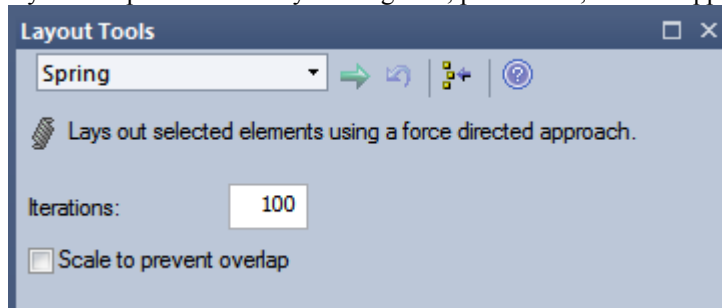 Layout Tools
Spring
Lays out selected elements using a force directed approach.
Iterations: 100
Scale to prevent overlap